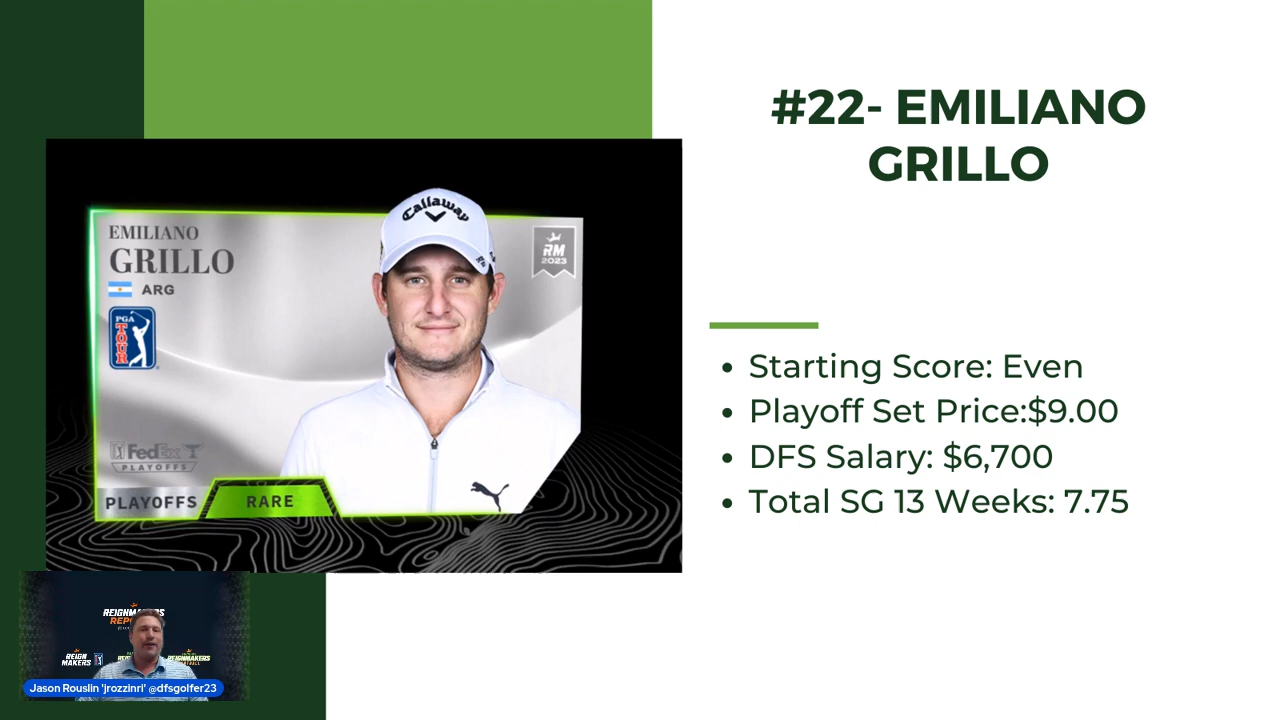 #22- EMILIANO
GRILLO
EMILIANO
GRILLO
ARG
PGA
TOUR
RM
2023
Callaway
FedEx
PLAYOFFS
PLAYOFFS
RARE
Starting Score: Even
Playoff Set Price:$9.00
DFS Salary: $6,700
Total SG 13 Weeks: 7.75
REIGNMAKERS
REIGN
MAKERS
REIGNMAKERS
Jason Rouslin 'jrozzinri' @dfsgolfer23